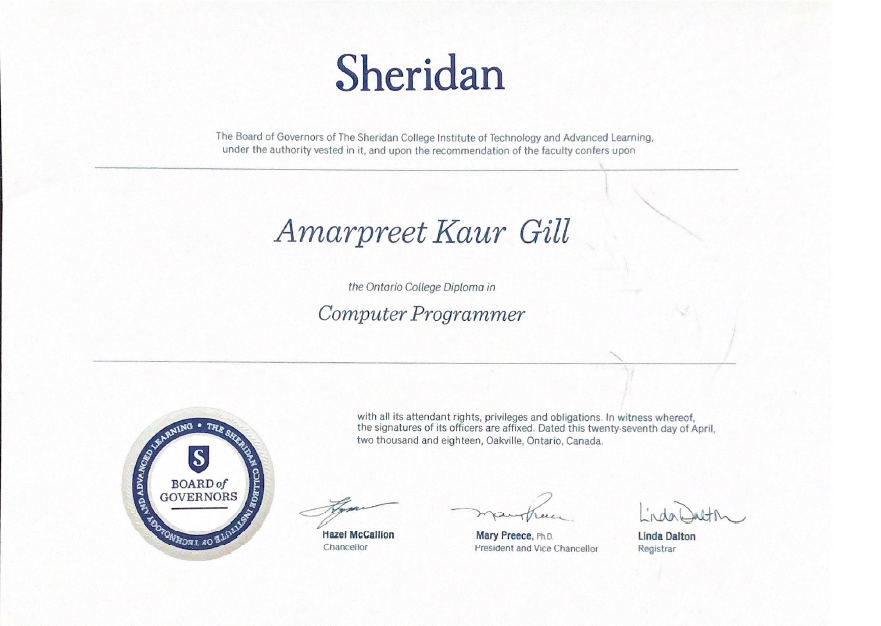 Sheridan
The Board of Governors of The Sheridan College Institute of Technology and Advanced Learning,
under the authority vested in it, and upon the recommendation of the faculty confers upon
Amarpreet Kaur Gill
the Ontario College Diploma in
Computer Programmer
with all its attendant rights, privileges and obligations. In witness whereof,
the signatures of its officers are affixed. Dated this twenty-seventh day of April,
two thousand and eighteen, Oakville, Ontario, Canada.
THE SHERIDAN COLLEGE INSTITUTE OF TECHNOLOGY AND ADVANCED LEARNING •
S
BOARD of
GOVERNORS
Linda Dalton
Hazel McCallion
Chancellor
Mary Preece, Ph.D.
President and Vice Chancellor
Linda Dalton
Registrar